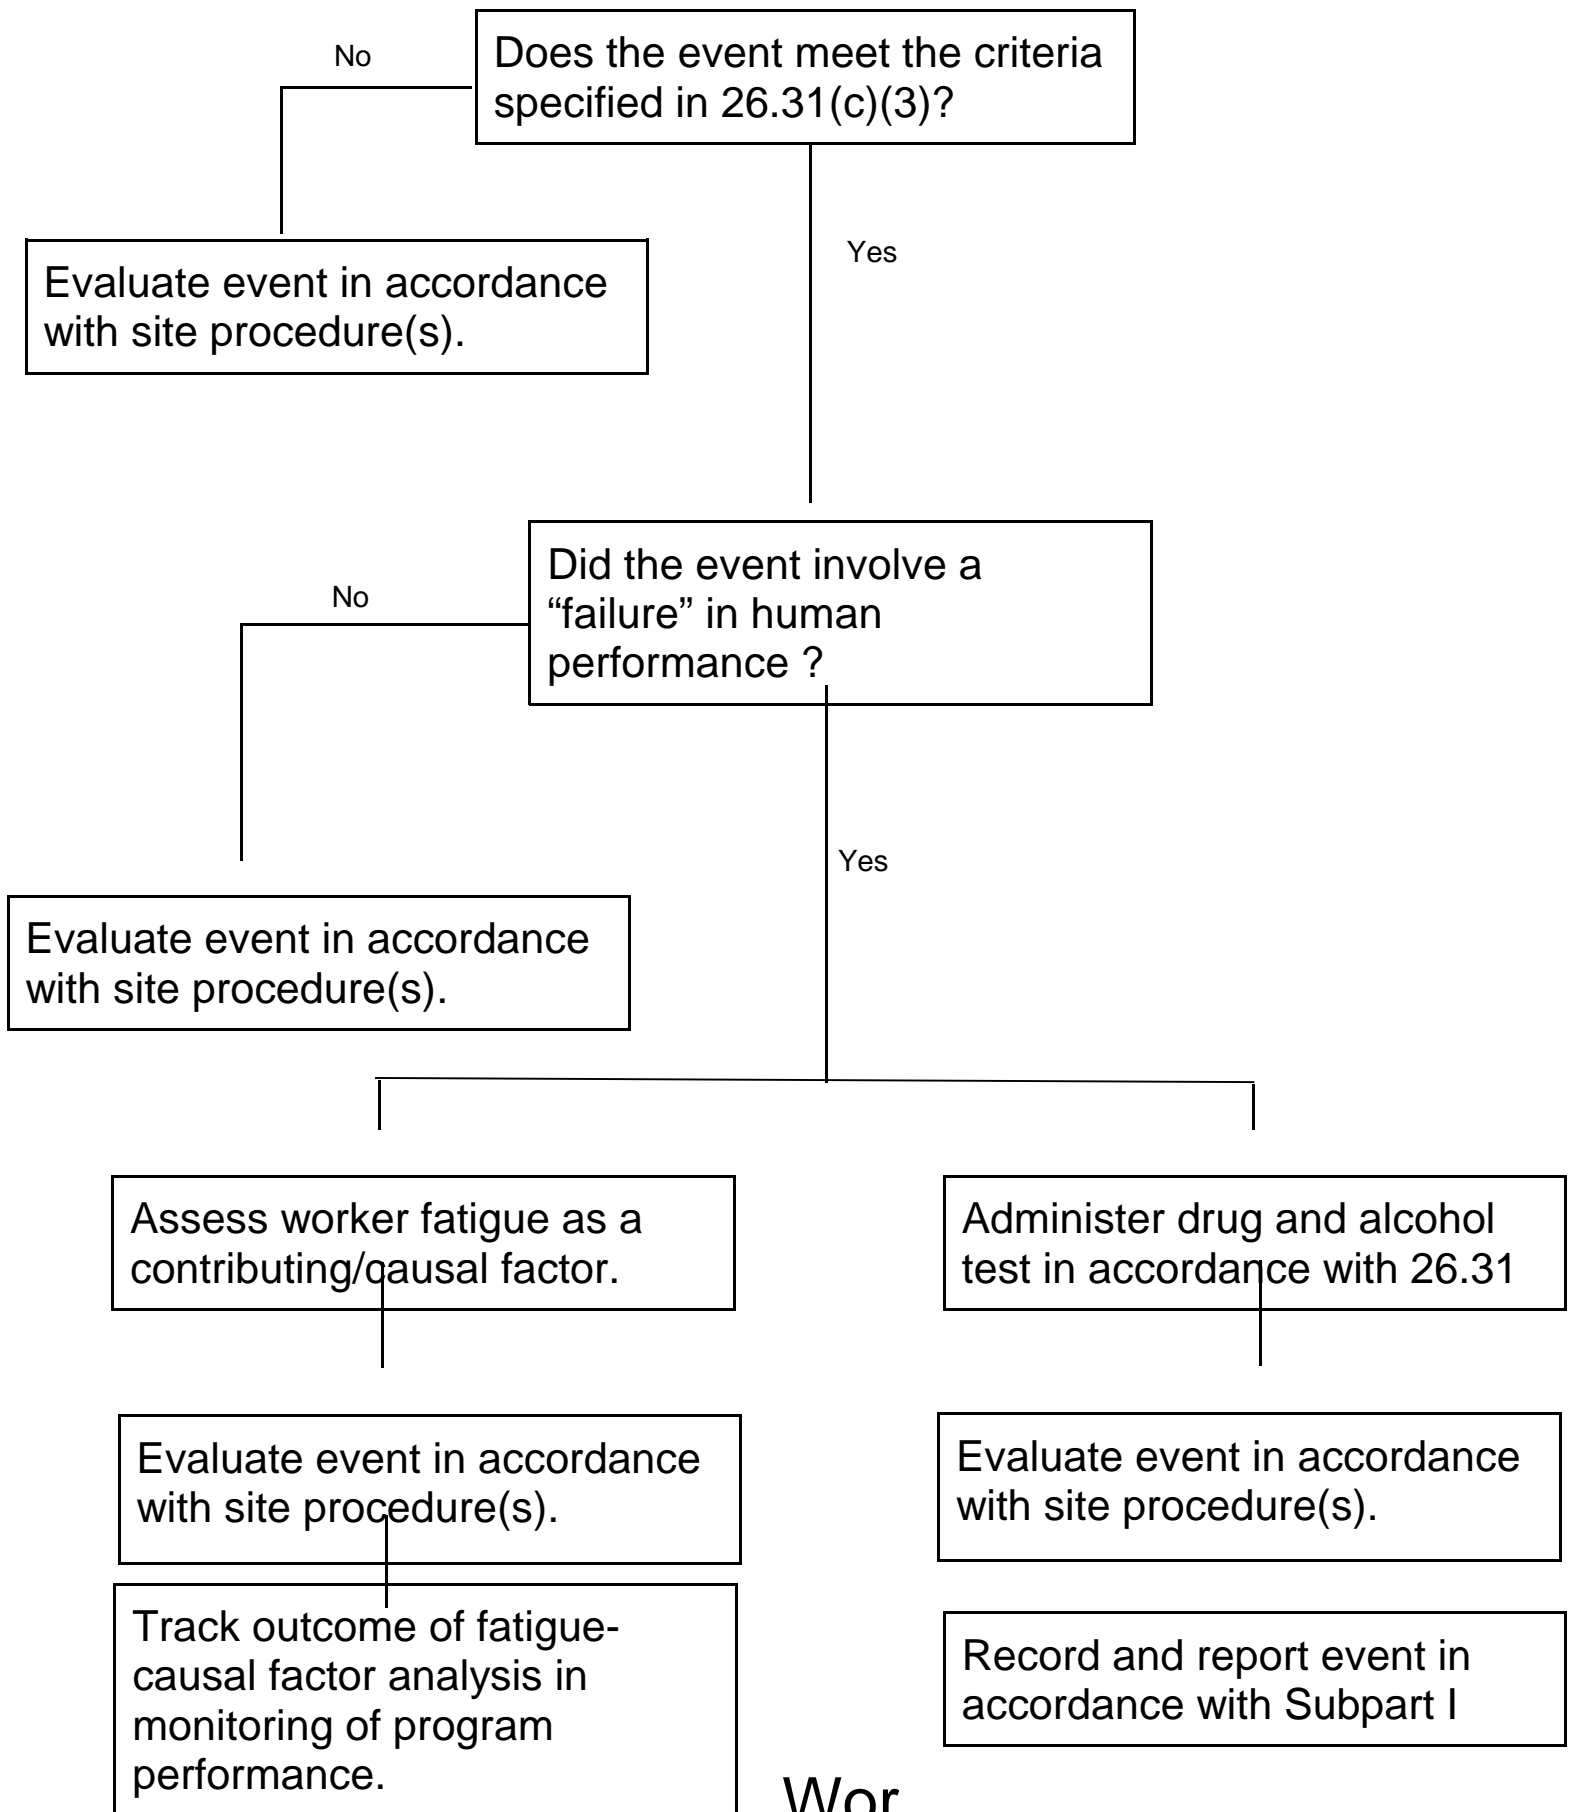 No
Does the event meet the criteria
specified in 26.31(c)(3)?
Yes
Evaluate event in accordance
with site procedure(s).
No
Did the event involve a
“failure” in human
performance ?
Yes
Evaluate event in accordance
with site procedure(s).
Assess worker fatigue as a
contributing/causal factor.
Administer drug and alcohol
test in accordance with 26.31
Evaluate event in accordance
with site procedure(s).
Evaluate event in accordance
with site procedure(s).
Track outcome of fatigue-
causal factor analysis in
monitoring of program
performance.
Record and report event in
accordance with Subpart I
Wor